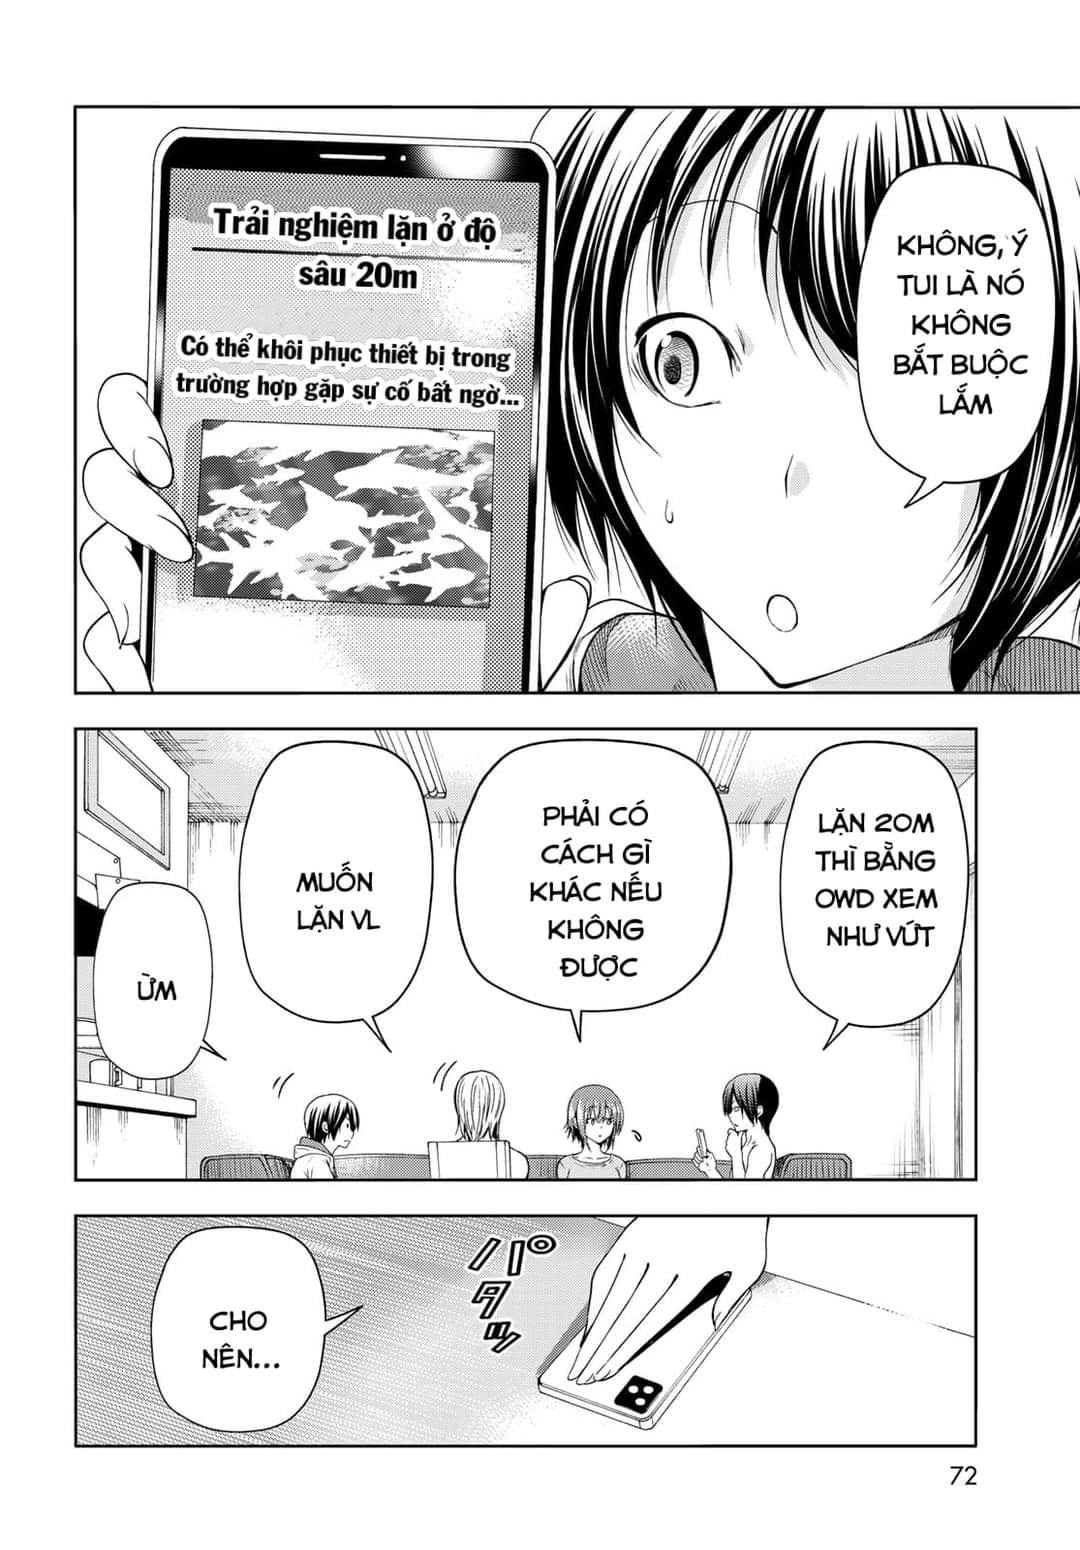 KHÔNG, Ý
TUI LÀ NÓ
KHÔNG
BẮT BUỘC
LẮM
Trải nghiệm lặn ở độ
sâu 20m
Có thể khôi phục thiết bị trong
trường hợp gặp sự cố bất ngờ...
LẶN 20M
THÌ BẰNG
OWD XEM
NHƯ VỨT
PHẢI CÓ
CÁCH GÌ
KHÁC NẾU
KHÔNG
ĐƯỢC
MUỐN
LẶN VL
ỪM
パタッ
CHO
NÊN...
72